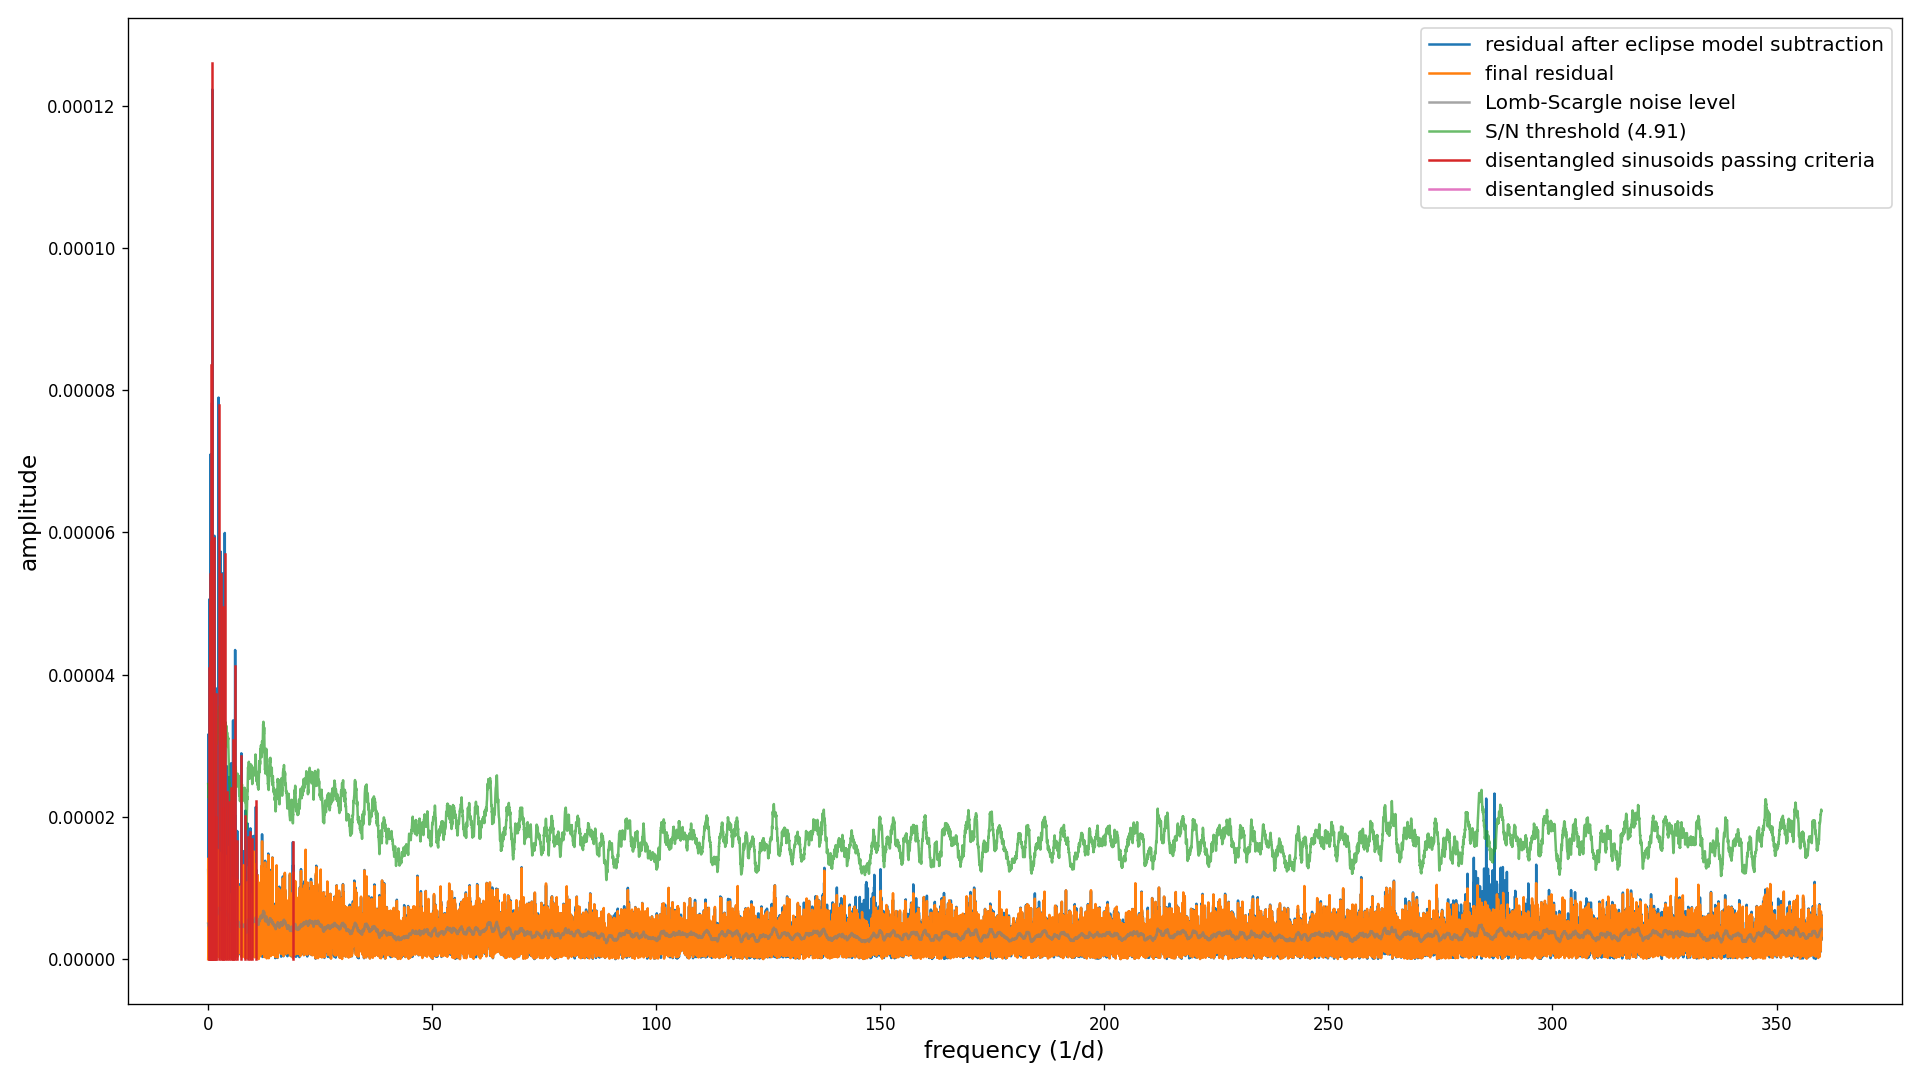 residual after eclipse model subtraction
final residual
Lomb-Scargle noise level
S/N threshold (4.91)
disentangled sinusoids passing criteria
disentangled sinusoids
0.00012
0.00010
0.00008
0.00006
0.00004
0.00002
0.00000
amplitude
0 50 100 150 200 250 300 350
frequency (1/d)